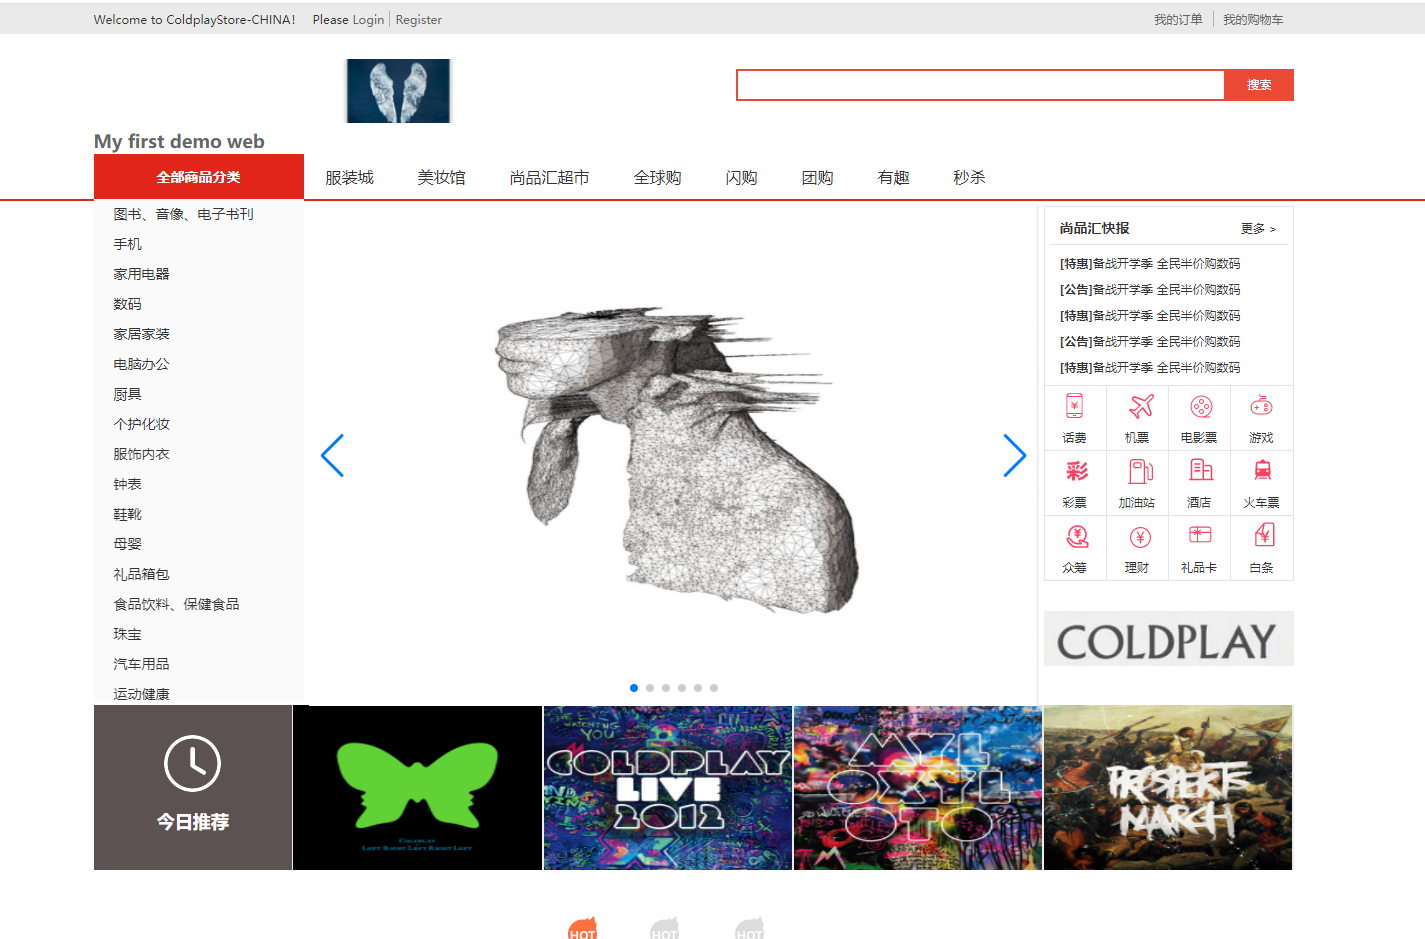 Welcome to ColdplayStore-CHINA! Please Login Register
我的订单 我的购物车
搜索
My first demo web
全部商品分类 服装城 美妆馆 尚品汇超市 全球购 闪购 团购 有趣 秒杀
图书、音像、电子书刊
手机
家用电器
数码
家居家装
电脑办公
厨具
个护化妆
服饰内衣
钟表
鞋靴
母婴
礼品箱包
食品饮料、保健食品
珠宝
汽车用品
运动健康
尚品汇快报 更多 >
[特惠]备战开学季 全民半价购数码
[公告]备战开学季 全民半价购数码
[特惠]备战开学季 全民半价购数码
[公告]备战开学季 全民半价购数码
[特惠]备战开学季 全民半价购数码
话费 机票 电影票 游戏
彩
彩票 加油站 酒店 火车票
众筹 理财 礼品卡 白条
COLDPLAY
今日推荐
COLDPLAY
LEFT RIGHT LEFT RIGHT LEFT
COLDPLAY
LIVE
2012
MYL
OXYL
OTO
PROSPEKTS
MARCH
HOT HOT HOT